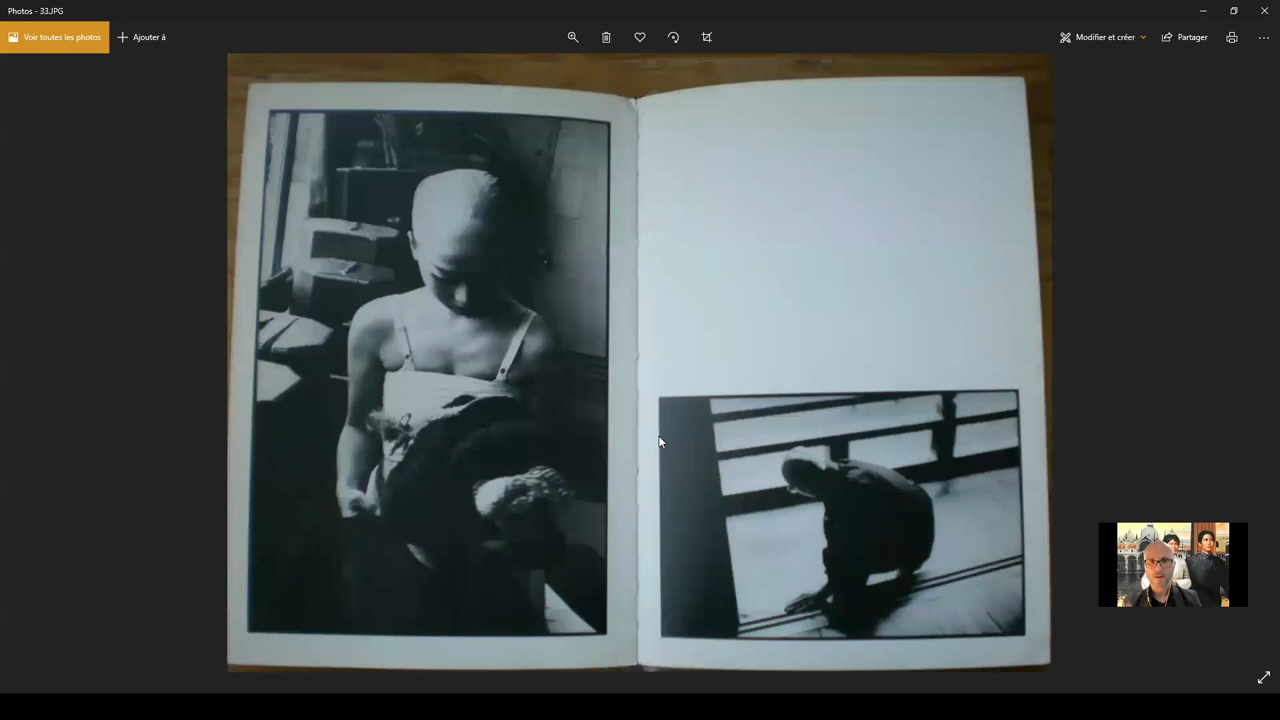 Photos - 33.JPG
Voir toutes les photos
Ajouter à
Modifier et créer
Partager